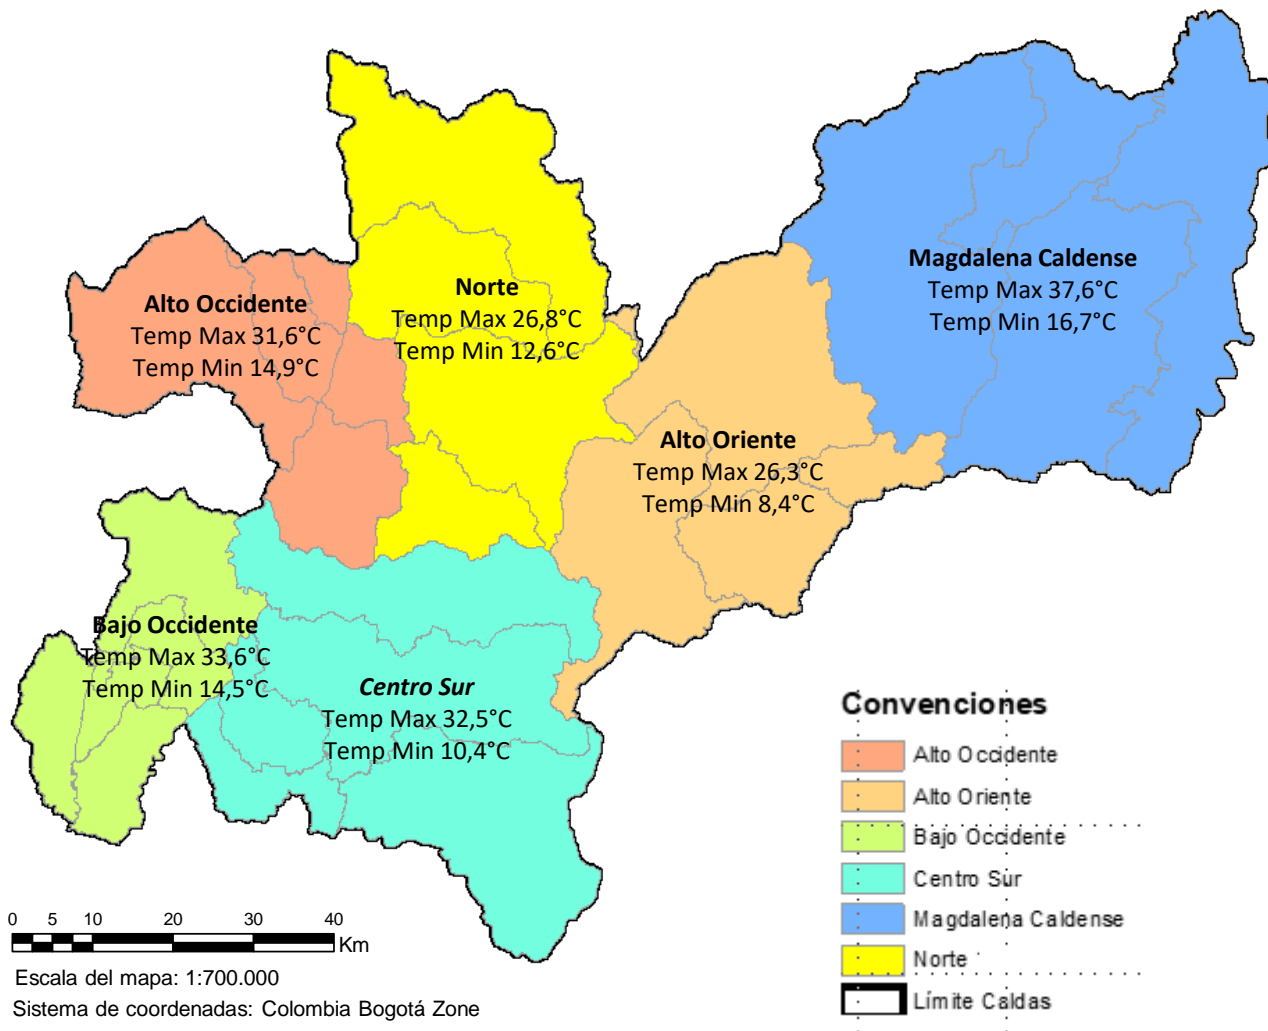 Magdalena Caldense
Temp Max 37,6°C
Temp Min 16,7°C
Norte
Temp Max 26,8°C
Temp Min 12,6°C
Alto Occidente
Temp Max 31,6°C
Temp Min 14,9°C
Alto Oriente
Temp Max 26,3°C
Temp Min 8,4°C
Bajo Occidente
Temp Max 33,6°C
Temp Min 14,5°C
Centro Sur
Temp Max 32,5°C
Temp Min 10,4°C
Convenciones
Alto Occidente
Alto Oriente
Bajo Occidente
Centro Sur
Magdalena Caldense
Norte
Límite Caldas
0 5 10 20 30 40
Km
Escala del mapa: 1:700.000
Sistema de coordenadas: Colombia Bogotá Zone